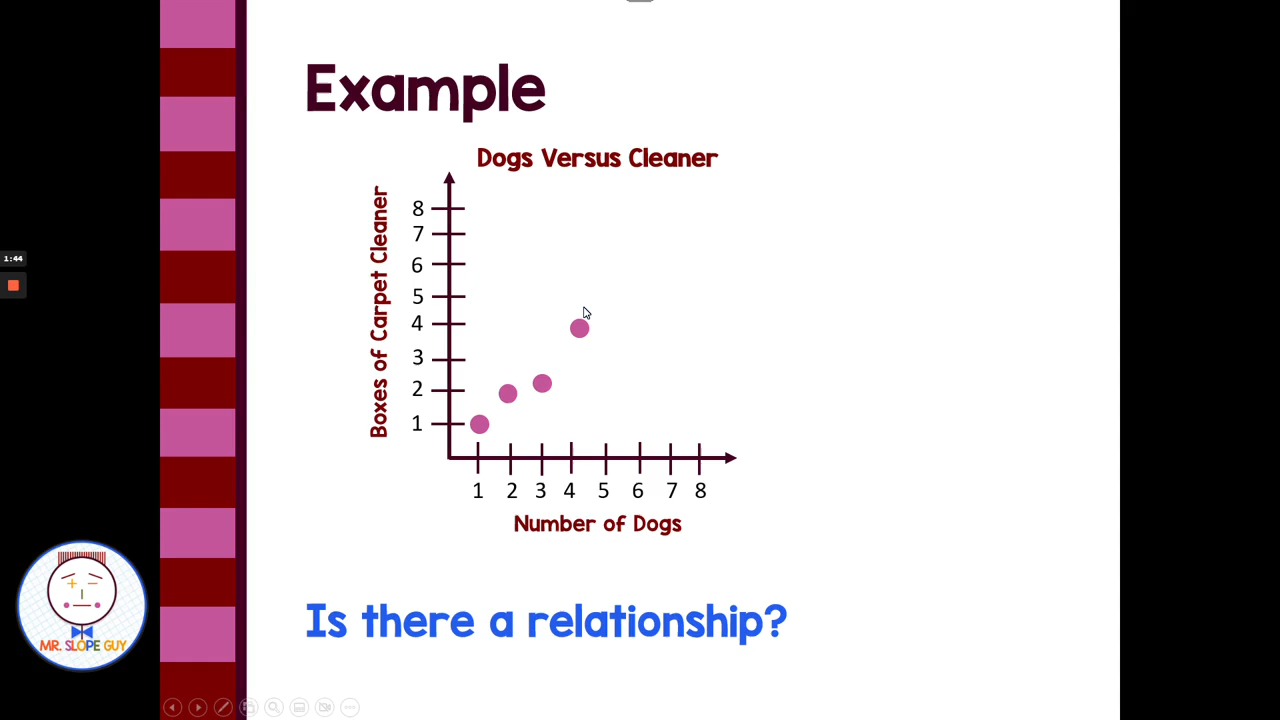 Example
Dogs Versus Cleaner
Boxes of Carpet Cleaner
8
7
6
5
4
3
2
1
1 2 3 4 5 6 7 8
Number of Dogs
Is there a relationship?
1:44
MR. SLOPE GUY